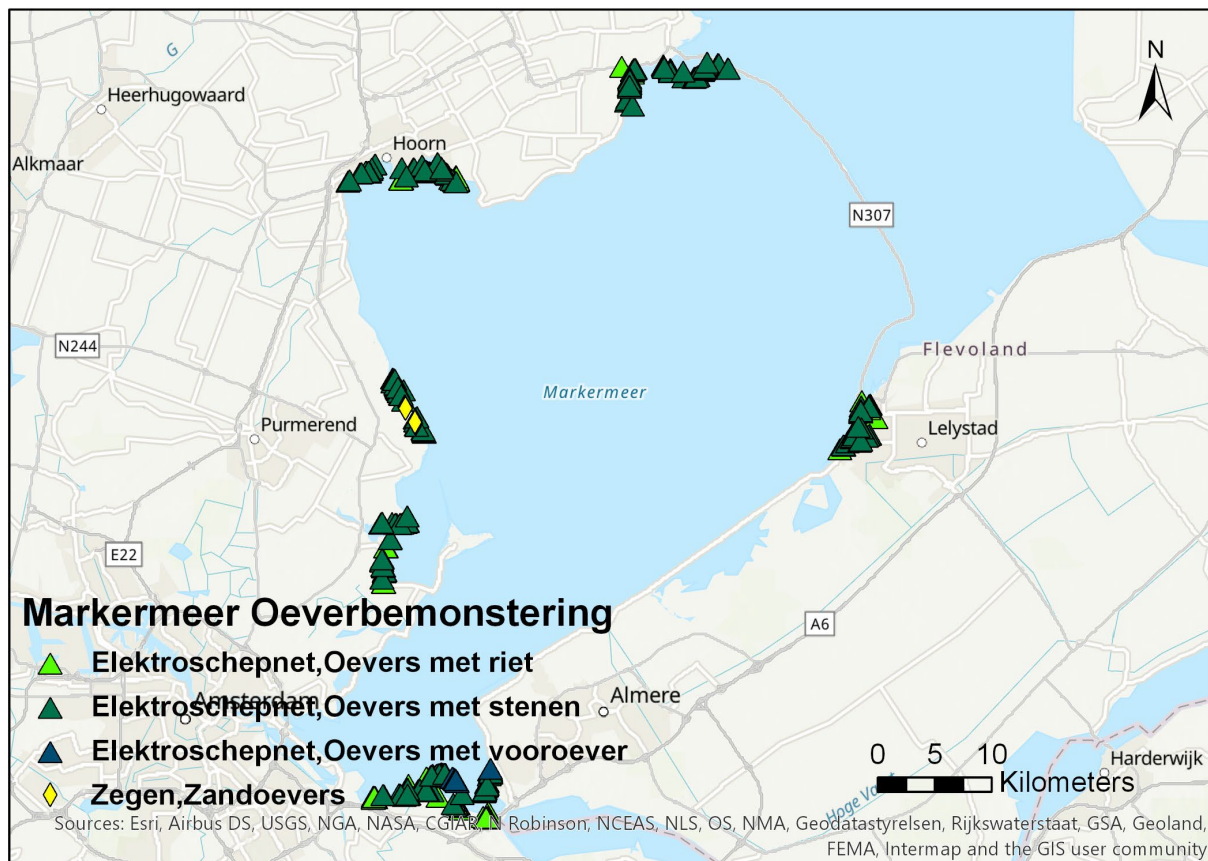 G
N
Heerhugowaard
Alkmaar
Hoorn
N307
N244
Flevoland
Markermeer
Purmerend
Lelystad
E22
Markermeer Oeverbemonstering
A6
Elektroschepnet,Oevers met riet
Amsterdam
Almere
Elektroschepnet,Oevers met stenen
Elektroschepnet,Oevers met vooroever
0 5 10
Kilometers
Harderwijk
Hoge Va
Zegen,Zandoevers
Sources: Esri, Airbus DS, USGS, NGA, NASA, CGIAR, N Robinson, NCEAS, NLS, OS, NMA, Geodatastyrelsen, Rijkswaterstaat, GSA, Geoland,
FEMA, Intermap and the GIS user community